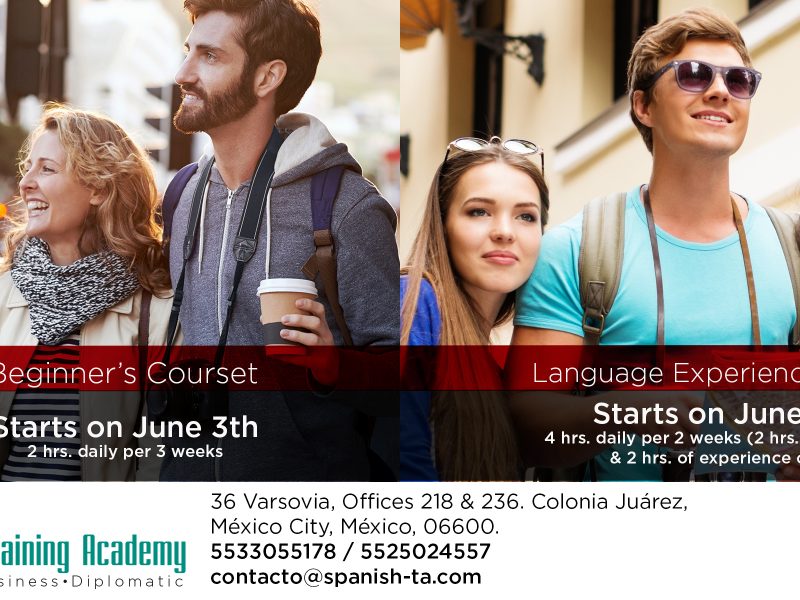 Beginner's Courset
Starts on June 3th
2 hrs. daily per 3 weeks
Language Experienc
Starts on June
4 hrs. daily per 2 weeks (2 hrs.
& 2 hrs. of experience
36 Varsovia, Offices 218 & 236. Colonia Juárez,
México City, México, 06600.
5533055178 / 5525024557
contacto@spanish-ta.com
aining Academy
siness•Diplomatic